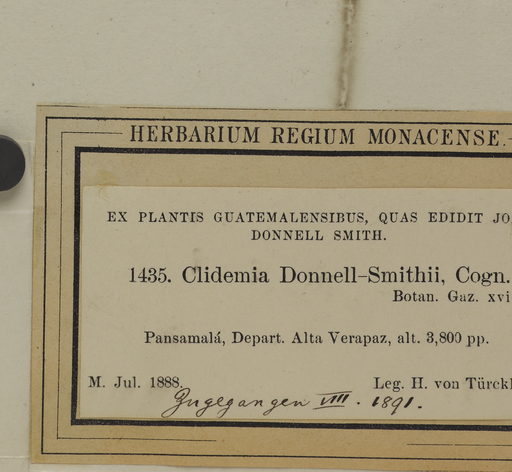 HERBARIUM REGIUM MONACENSE.
EX PLANTIS GUATEMALENSIBUS, QUAS EDIDIT JO
DONNELL SMITH.
1435. Clidemia Donnell-Smithii, Cogn.
Botan. Gaz. xvi
Pansamalá, Depart. Alta Verapaz, alt. 3,800 pp.
M. Jul. 1888. Leg. H. von Türck
Zugegangen VIII. 1891.